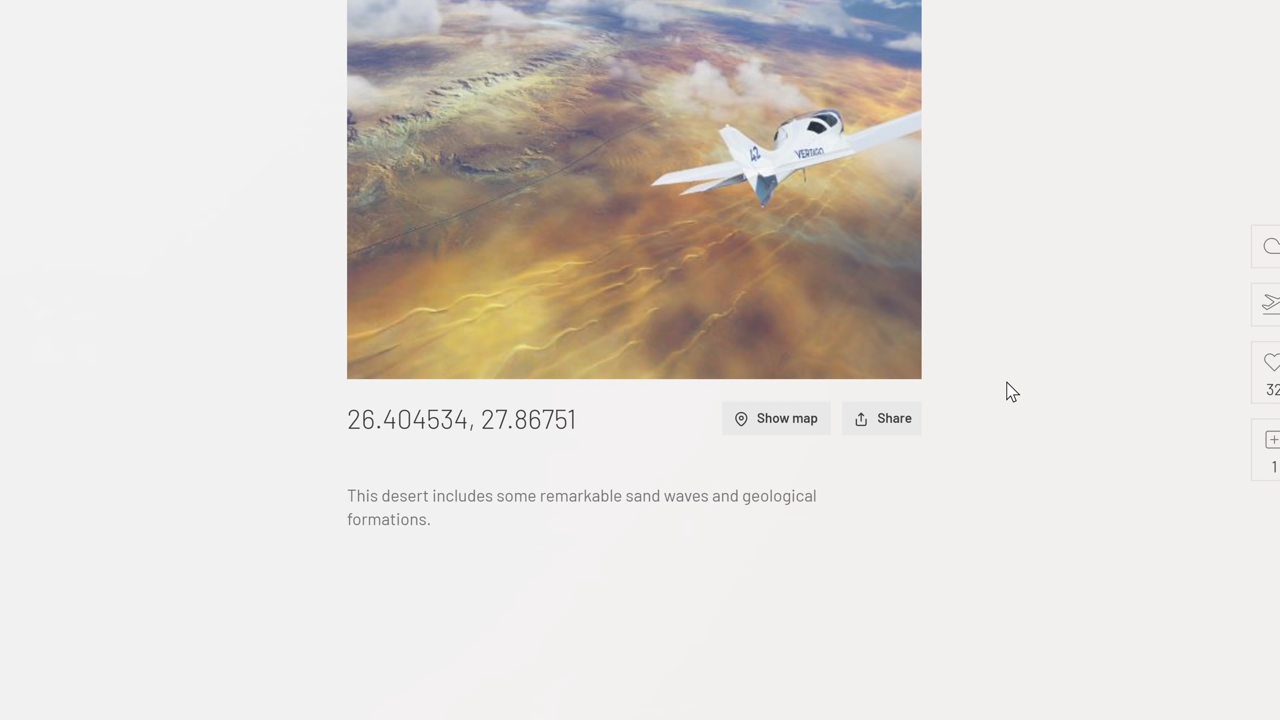 42
VERTIGO
26.404534, 27.86751
Show map
Share
This desert includes some remarkable sand waves and geological
formations.
32
1